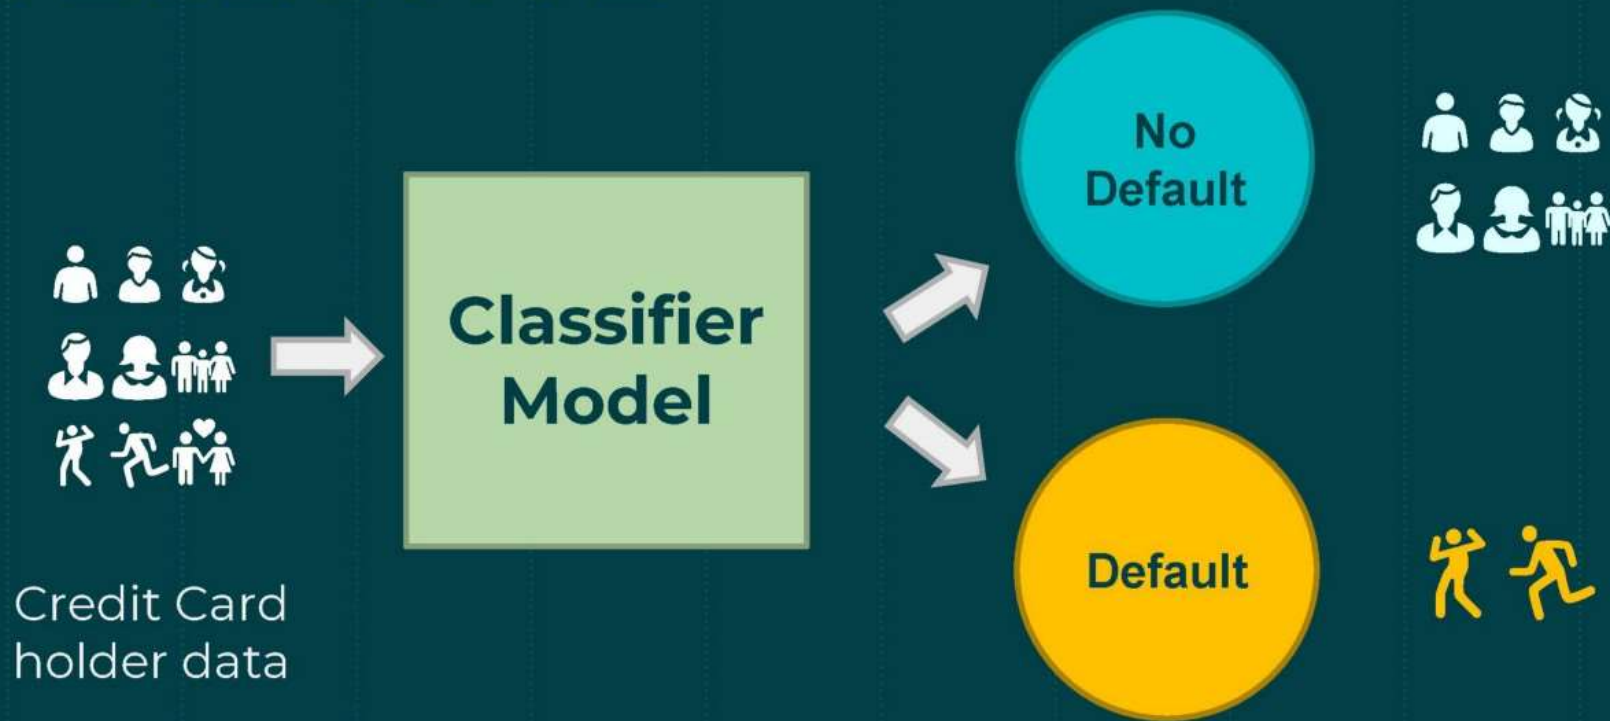 Credit Card
holder data
Classifier
Model
No
Default
Default